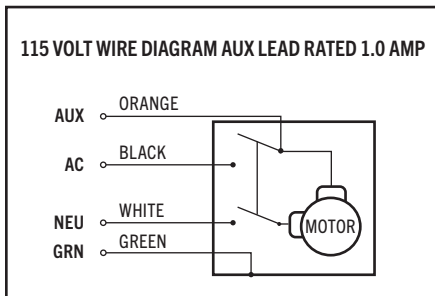 115 VOLT WIRE DIAGRAM AUX LEAD RATED 1.0 AMP
AUX ORANGE
AC BLACK
NEU WHITE
GRN GREEN
MOTOR